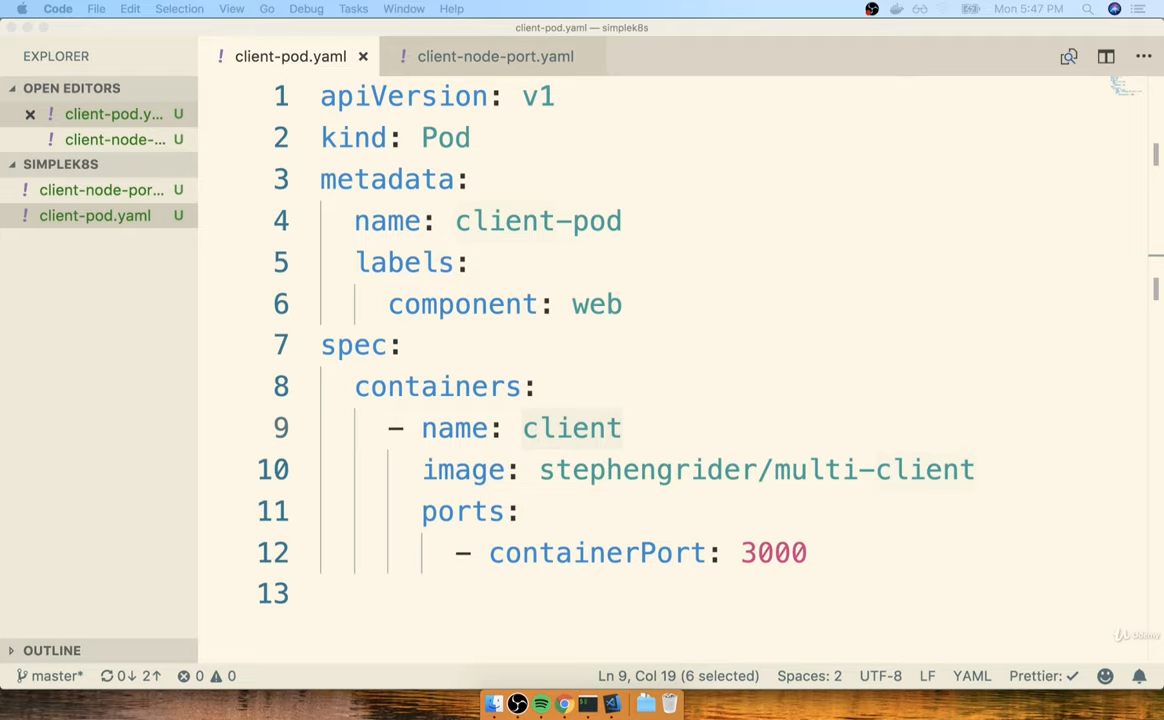 Code File Edit Selection View Go Debug Tasks Window Help Mon 5:47 PM
client-pod.yaml — simplek8s
EXPLORER
! client-pod.yaml × ! client-node-port.yaml
OPEN EDITORS
× ! client-pod.y... U
! client-node-... U
SIMPLEK8S
! client-node-por... U
! client-pod.yaml U
1 apiVersion: v1
2 kind: Pod
3 metadata:
4 name: client-pod
5 labels:
6 component: web
7 spec:
8 containers:
9 - name: client
10 image: stephengrider/multi-client
11 ports:
12 - containerPort: 3000
13
Udemy
OUTLINE
master* 0↓ 2↑ 0 0 Ln 9, Col 19 (6 selected) Spaces: 2 UTF-8 LF YAML Prettier: ✓